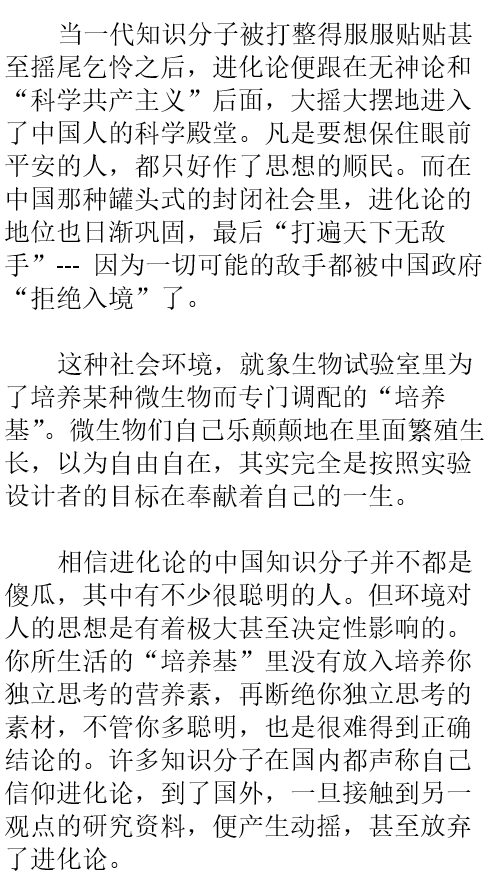 当一代知识分子被打整得服服贴贴甚
至摇尾乞怜之后，进化论便跟在无神论和
“科学共产主义”后面，大摇大摆地进入
了中国人的科学殿堂。凡是要想保住眼前
平安的人，都只好作了思想的顺民。而在
中国那种罐头式的封闭社会里，进化论的
地位也日渐巩固，最后“打遍天下无敌
手”--- 因为一切可能的敌手都被中国政府
“拒绝入境”了。
这种社会环境，就象生物试验室里为
了培养某种微生物而专门调配的“培养
基”。微生物们自己乐颠颠地在里面繁殖生
长，以为自由自在，其实完全是按照实验
设计者的目标在奉献着自己的一生。
相信进化论的中国知识分子并不都是
傻瓜，其中有不少很聪明的人。但环境对
人的思想是有着极大甚至决定性影响的。
你所生活的“培养基”里没有放入培养你
独立思考的营养素，再断绝你独立思考的
素材，不管你多聪明，也是很难得到正确
结论的。许多知识分子在国内都声称自己
信仰进化论，到了国外，一旦接触到另一
观点的研究资料，便产生动摇，甚至放弃
了进化论。